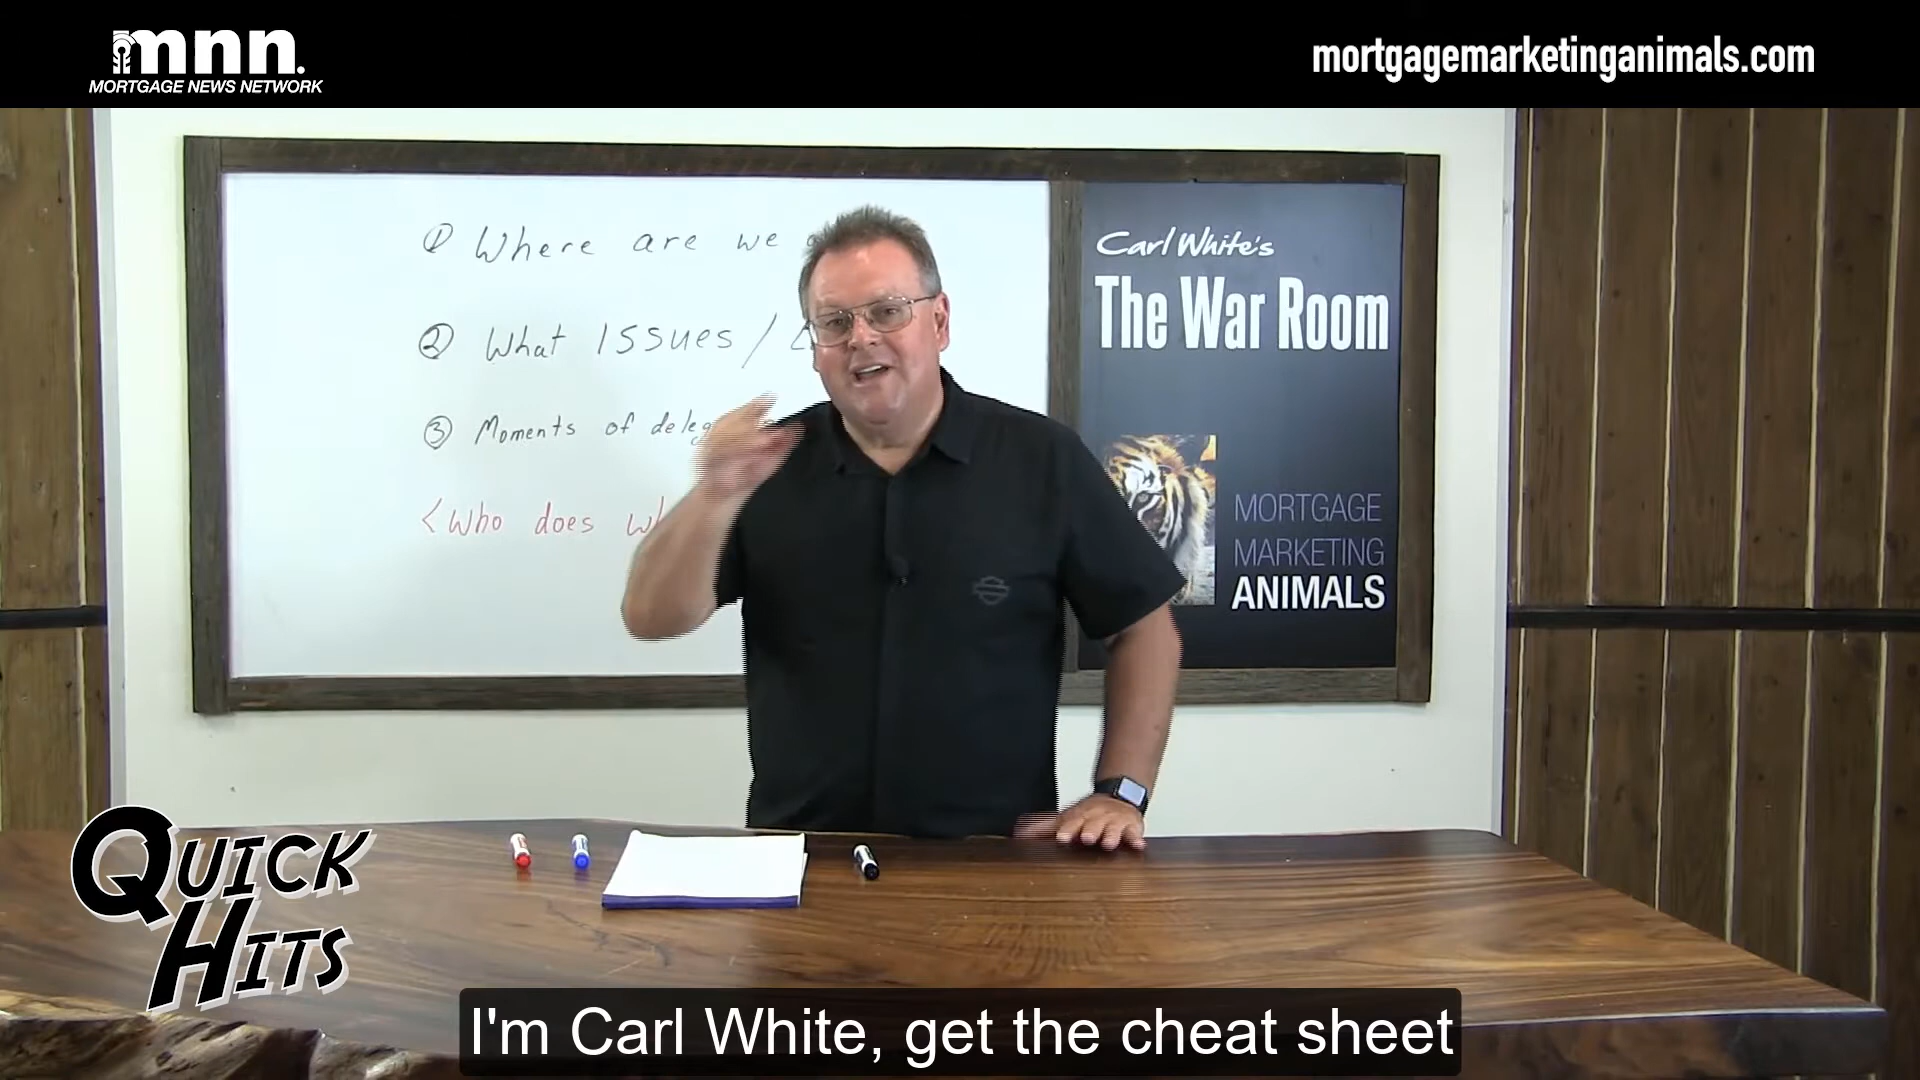 mnn.
MORTGAGE NEWS NETWORK
mortgagemarketinganimals.com
① Where are we
② What Issues /
③ Moments of
<Who does
Carl White's
The War Room
MORTGAGE
MARKETING
ANIMALS
QUICK
HITS
I'm Carl White, get the cheat sheet